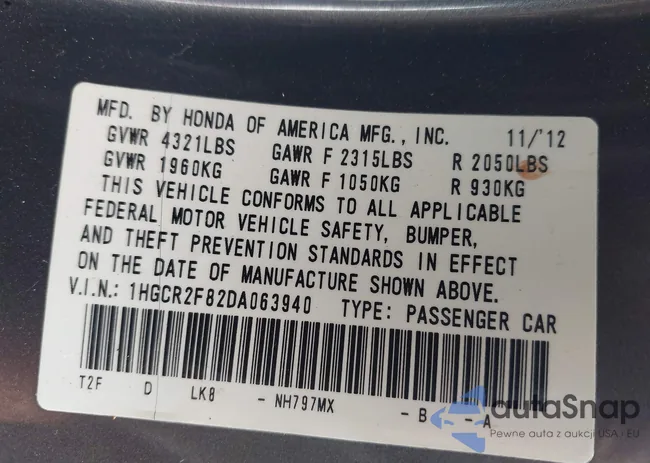 MFD. BY HONDA OF AMERICA MFG., INC. 11/'12
GVWR 4321LBS GAWR F 2315LBS R 2050LBS
GVWR 1960KG GAWR F 1050KG R 930KG
THIS VEHICLE CONFORMS TO ALL APPLICABLE
FEDERAL MOTOR VEHICLE SAFETY, BUMPER,
AND THEFT PREVENTION STANDARDS IN EFFECT
ON THE DATE OF MANUFACTURE SHOWN ABOVE.
V.I.N.: 1HGCR2F82DA063940 TYPE: PASSENGER CAR
T2F D LK8 - NH797MX - B - A
autaSnap
Pewne auta z aukcji USA i EU